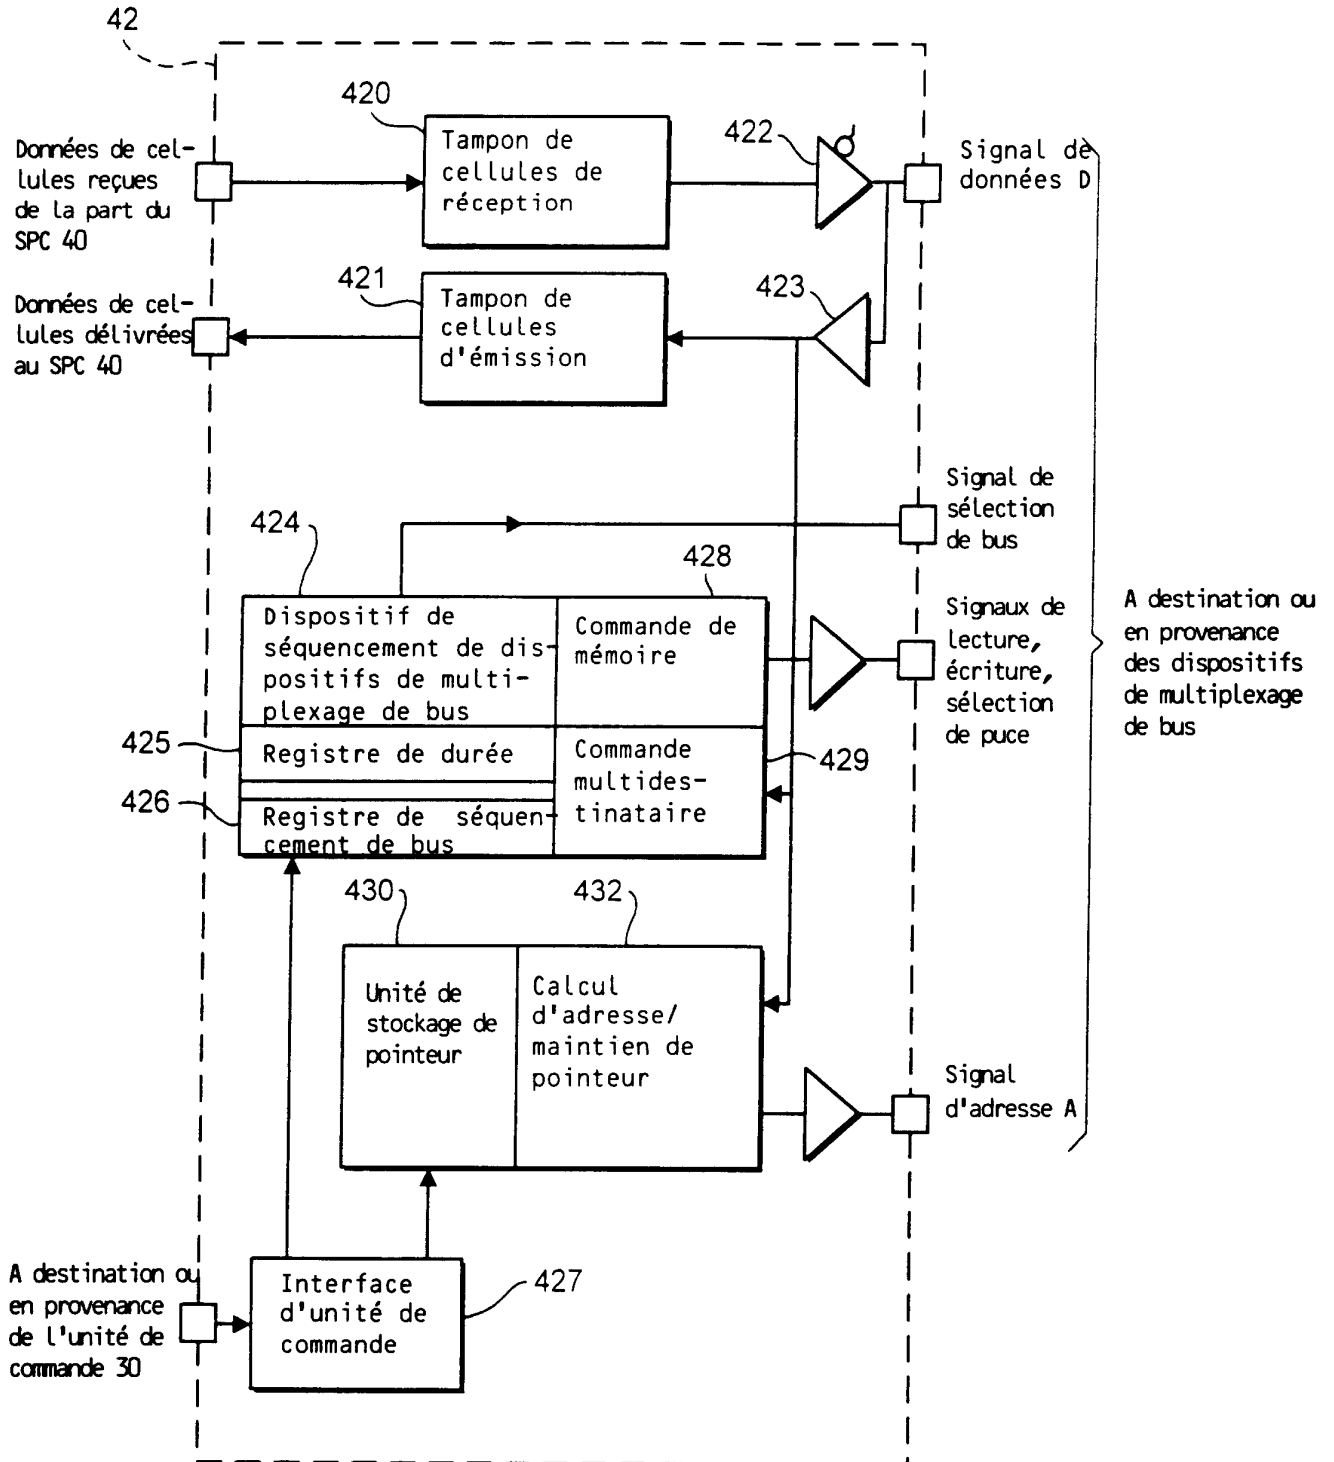 42
420
Tampon de
cellules de
réception
422
Données de cel-
lules reçues
de la part du
SPC 40
Signal de
données D
421
Tampon de
cellules
d'émission
423
Données de cel-
lules délivrées
au SPC 40
Signal de
sélection
de bus
424
428
Dispositif de
séquencement de dis-
positifs de multi-
plexage de bus
Commande de
mémoire
Signaux de
lecture,
écriture,
sélection
de puce
A destination ou
en provenance
des dispositifs
de multiplexage
de bus
425
Registre de durée
Commande
multides-
tinataire
429
426
Registre de séquen-
cement de bus
430
432
Unité de
stockage de
pointeur
Calcul
d'adresse/
maintien de
pointeur
Signal
d'adresse A
A destination ou
en provenance
de l'unité de
commande 30
Interface
d'unité de
commande
427